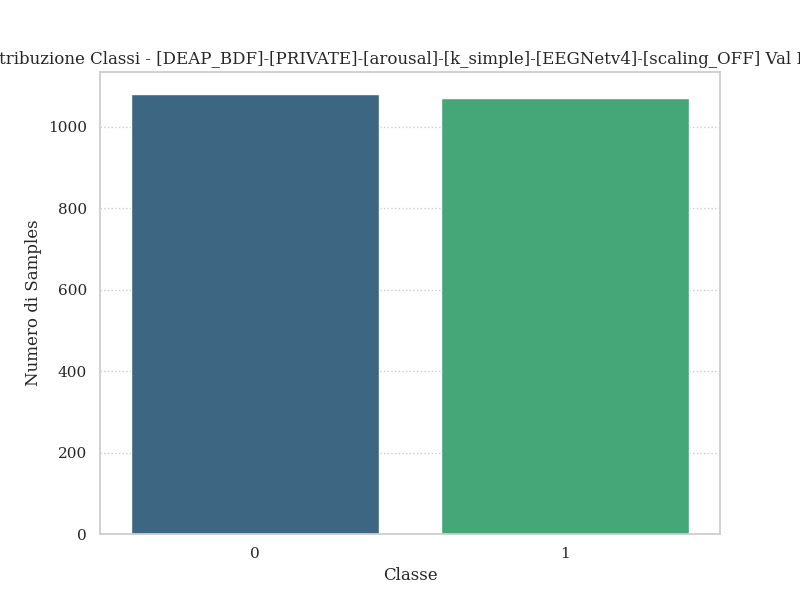 Classi - [DEAP_BDF]-[PRIVATE]-[arousal]-[k_simple]-[EEGNetv4]-[scaling_OFF] Val
1000
800
600
400
200
0
Numero di Samples
0 1
Classe